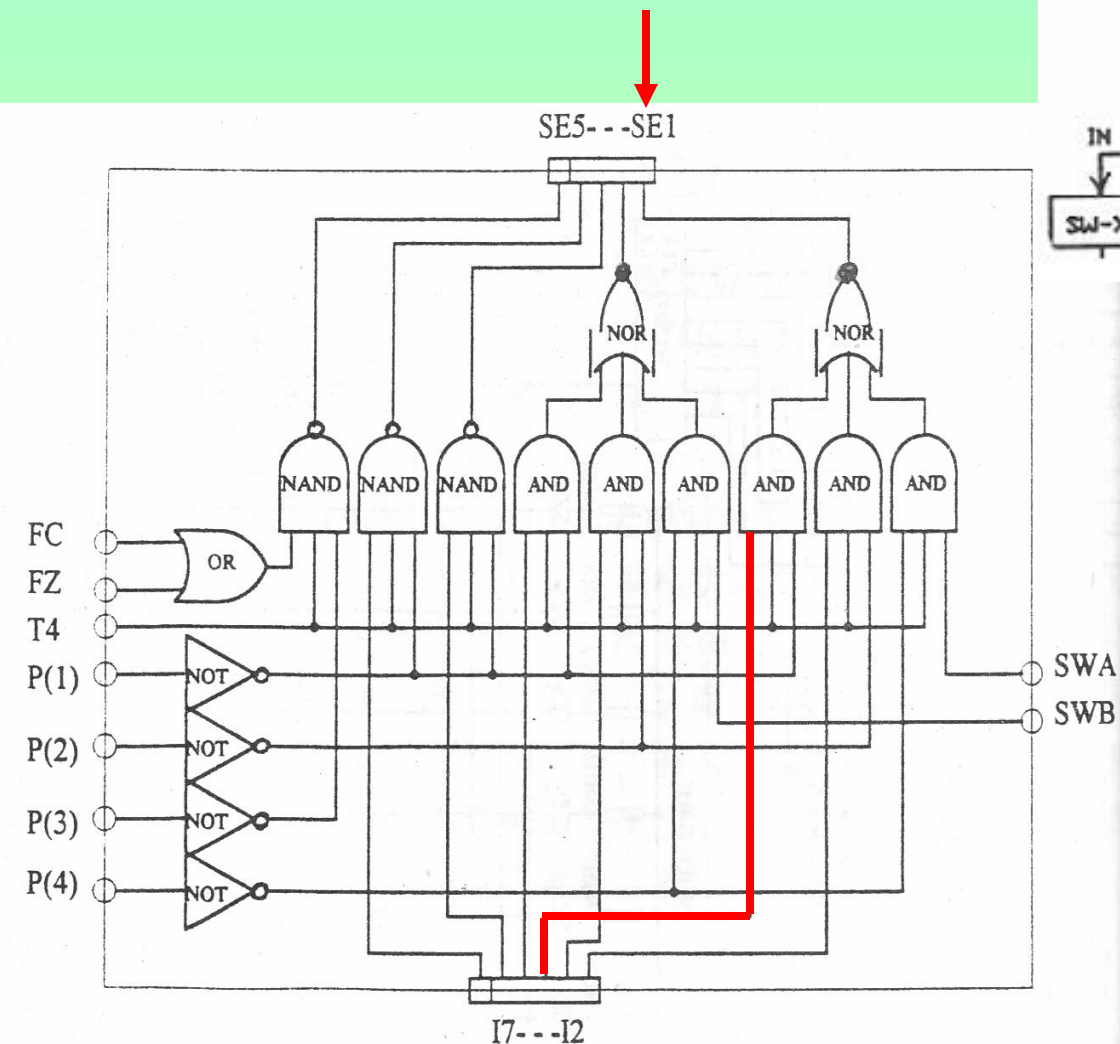 SE5---SE1
IN
SW->
NOR NOR
NAND NAND NAND AND AND AND AND AND AND
FC
OR
FZ
T4
P(1) NOT SWA
SWB
P(2) NOT
P(3) NOT
P(4) NOT
I7---I2